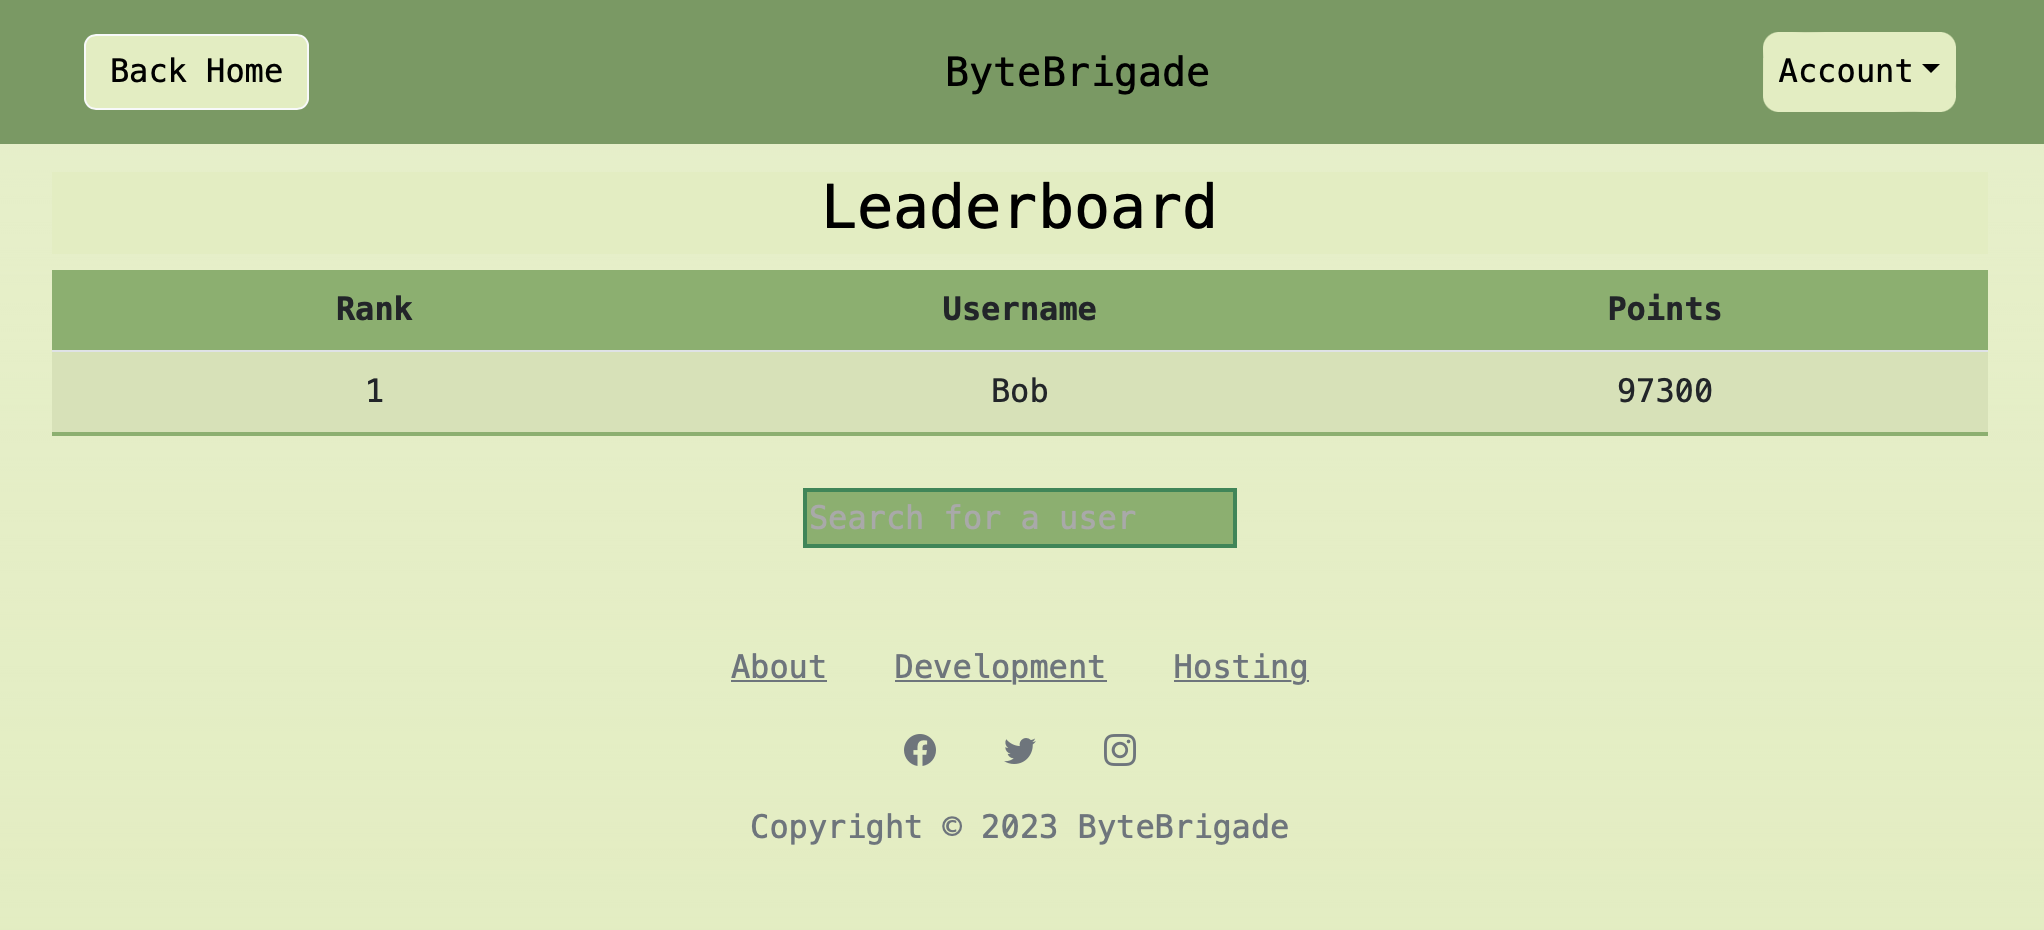 Back Home ByteBrigade Account
Leaderboard
Rank Username Points
1 Bob 97300
Search for a user
About Development Hosting
Copyright © 2023 ByteBrigade